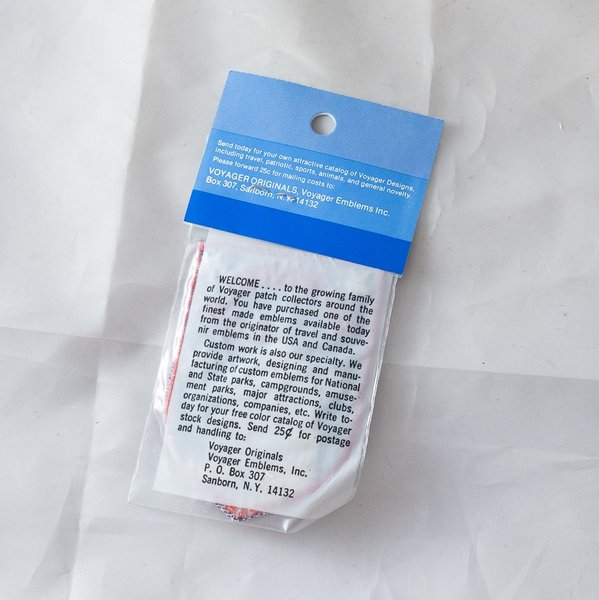 Send today for your own attractive catalog of Voyager Designs,
including travel, patriotic, sports, animals, and general novelty.
Please forward 25c for mailing costs to:
VOYAGER ORIGINALS, Voyager Emblems Inc.
Box 307, Sanborn, N.Y. 14132
WELCOME .... to the growing family
of Voyager patch collectors around the
world. You have purchased one of the
finest made emblems available today
from the originator of travel and souve-
nir emblems in the USA and Canada.
Custom work is also our specialty. We
provide artwork, designing and manu-
facturing of custom emblems for National
and State parks, campgrounds, amuse-
ment parks, major attractions, clubs,
organizations, companies, etc. Write to-
day for your free color catalog of Voyager
stock designs. Send 25¢ for postage
and handling to:
Voyager Originals
Voyager Emblems, Inc.
P. O. Box 307
Sanborn, N.Y. 14132